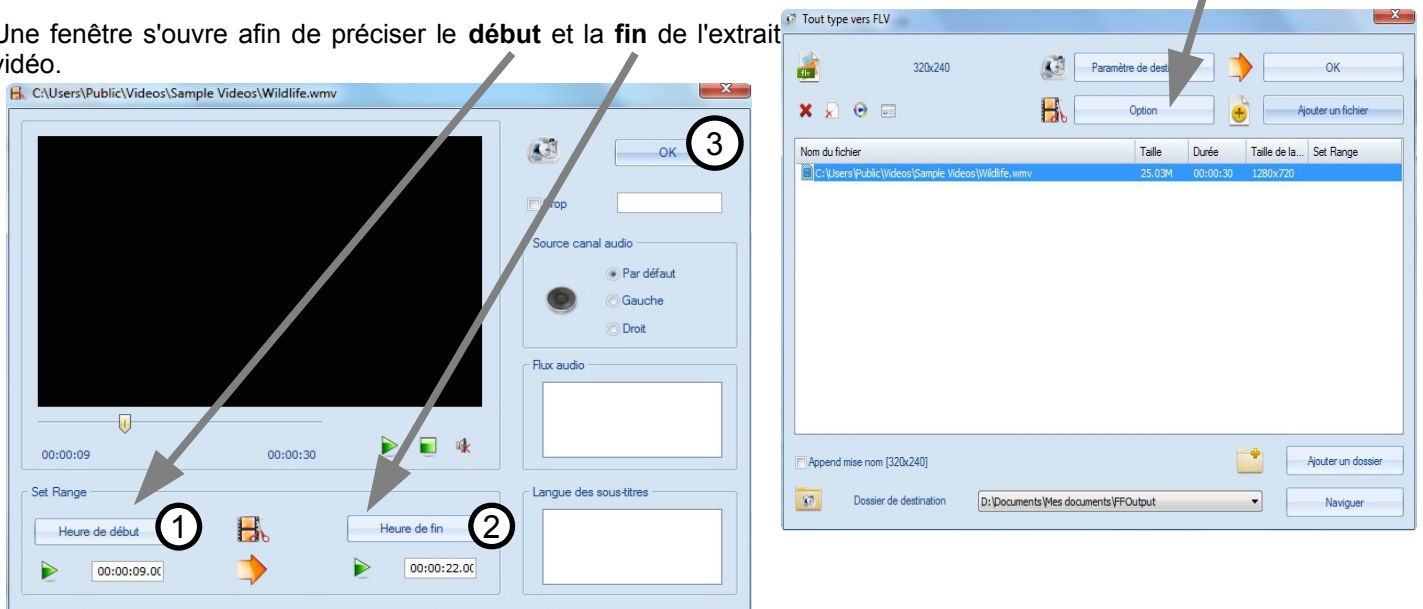 Une fenêtre s'ouvre afin de préciser le début et la fin de l'extrait
vidéo.
C:\Users\Public\Videos\Sample Videos\Wildlife.wmv
OK
3
Crop
Source canal audio
Par défaut
Gauche
Droit
Flux audio
00:00:09
00:00:30
Set Range
Langue des sous-titres
Heure de début
1
Heure de fin
2
00:00:09.0
00:00:22.0
Tout type vers FLV
320x240
Paramètre de desti
OK
Option
Ajouter un fichier
Nom du fichier
Taille
Durée
Taille de la...
Set Range
C:\Users\Public\Videos\Sample Videos\Wildlife.wmv
25.03M
00:00:30
1280x720
Append mise nom [320x240]
Ajouter un dossier
Dossier de destination
D:\Documents\Mes documents\FFOutput
Naviguer